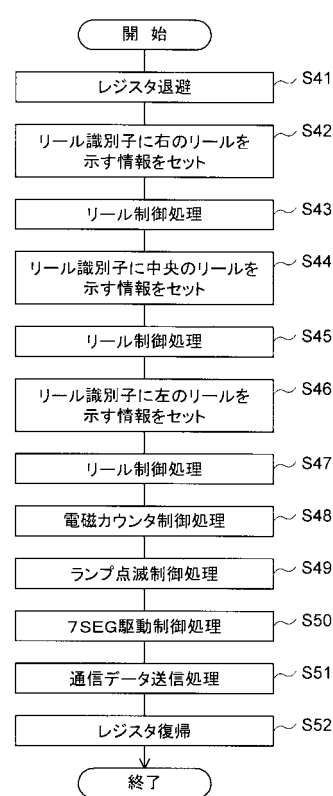 開 始
レジスタ退避
S41
リール識別子に右のリールを
示す情報をセット
S42
リール制御処理
S43
リール識別子に中央のリールを
示す情報をセット
S44
リール制御処理
S45
リール識別子に左のリールを
示す情報をセット
S46
リール制御処理
S47
電磁カウンタ制御処理
S48
ランプ点滅制御処理
S49
7SEG駆動制御処理
S50
通信データ送信処理
S51
レジスタ復帰
S52
終了